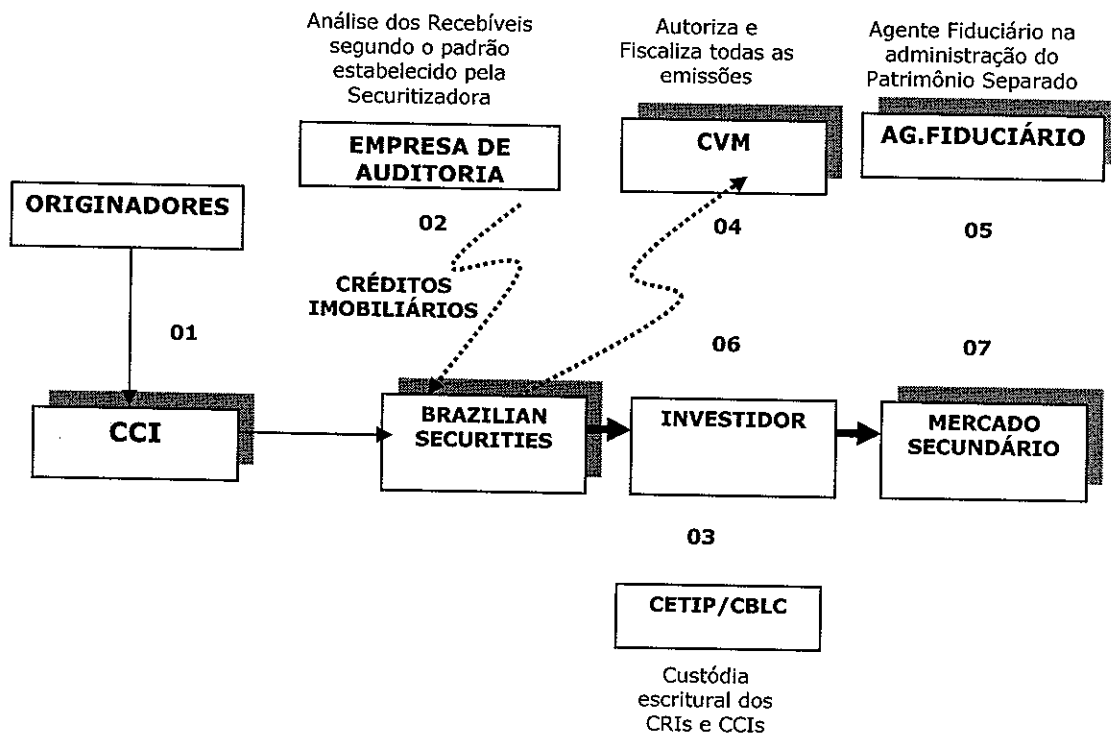 Análise dos Recebíveis
segundo o padrão
estabelecido pela
Securitizadora
Autoriza e
Fiscaliza todas as
emissões
Agente Fiduciário na
administração do
Patrimônio Separado
EMPRESA DE
AUDITORIA
CVM
AG.FIDUCIÁRIO
ORIGINADORES
02
04
05
CRÉDITOS
IMOBILIÁRIOS
01
06
07
CCI
BRAZILIAN
SECURITIES
INVESTIDOR
MERCADO
SECUNDÁRIO
03
CETIP/CBLC
Custódia
escritural dos
CRIs e CCIs